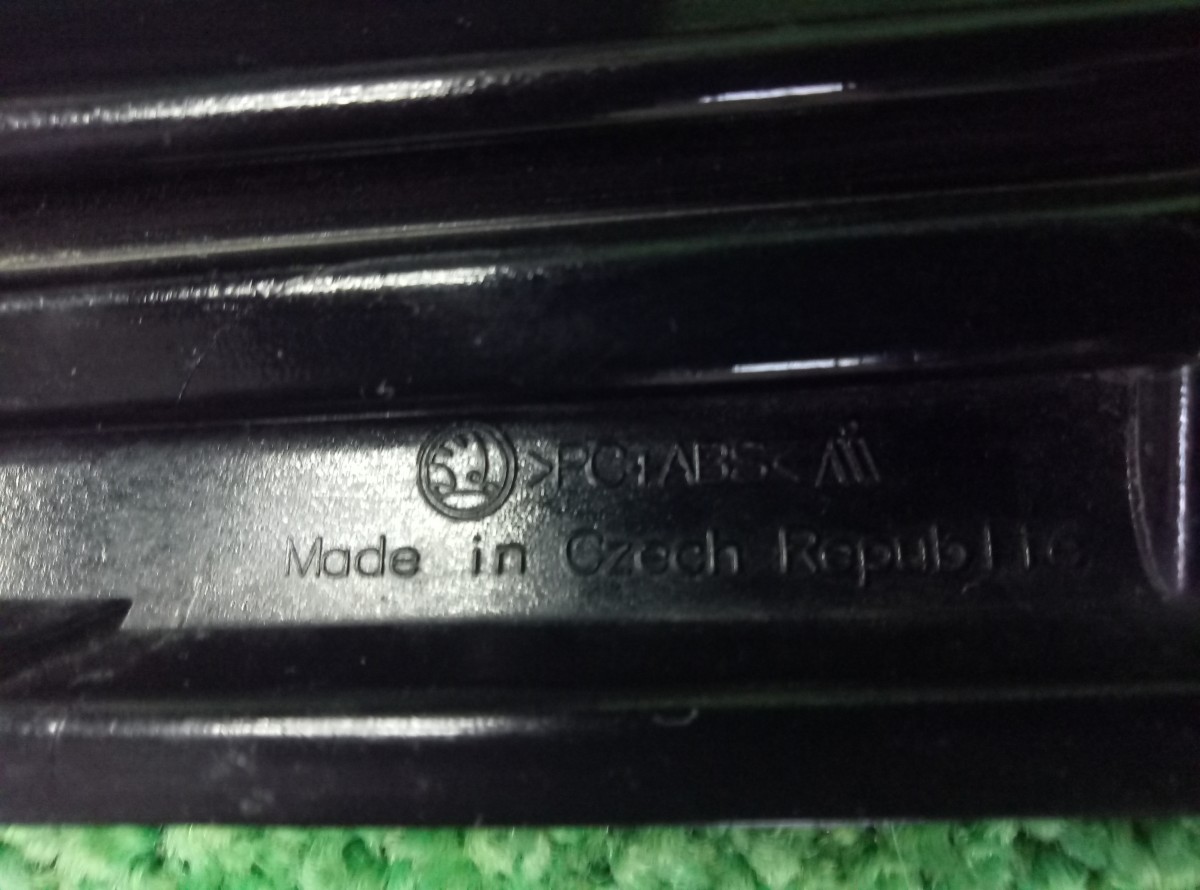 >PC+ABS<
Made in Czech Republic